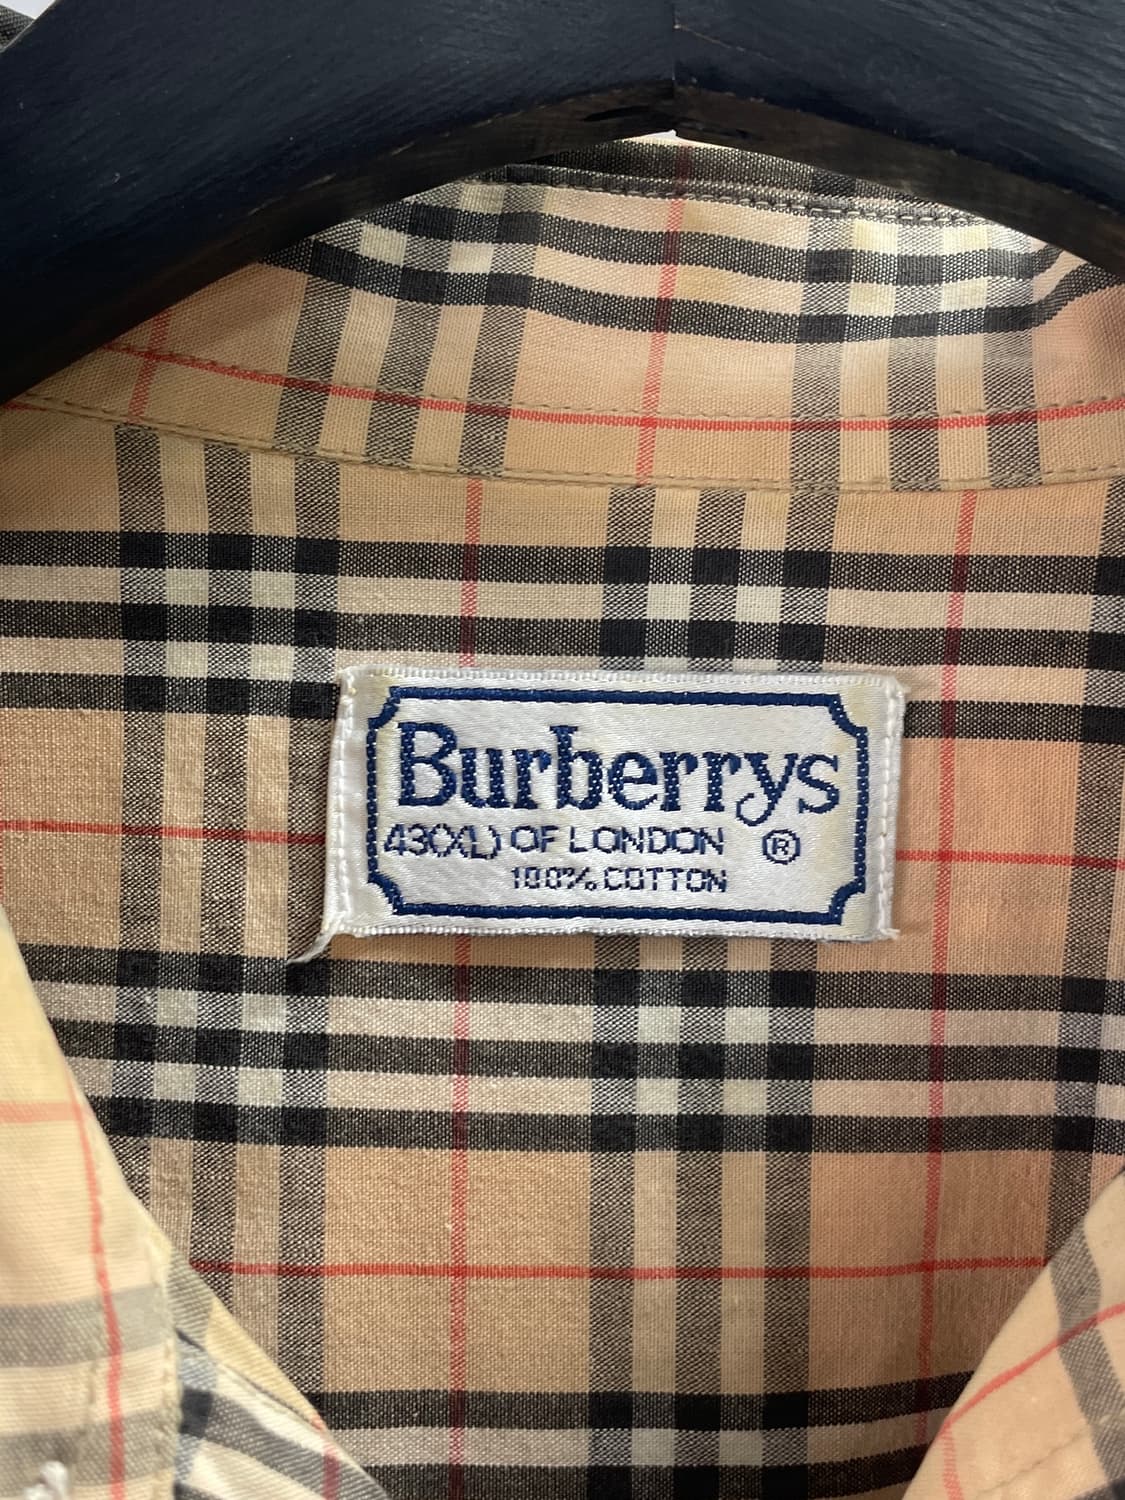 Burberrys
43(XL) OF LONDON ®
100% COTTON